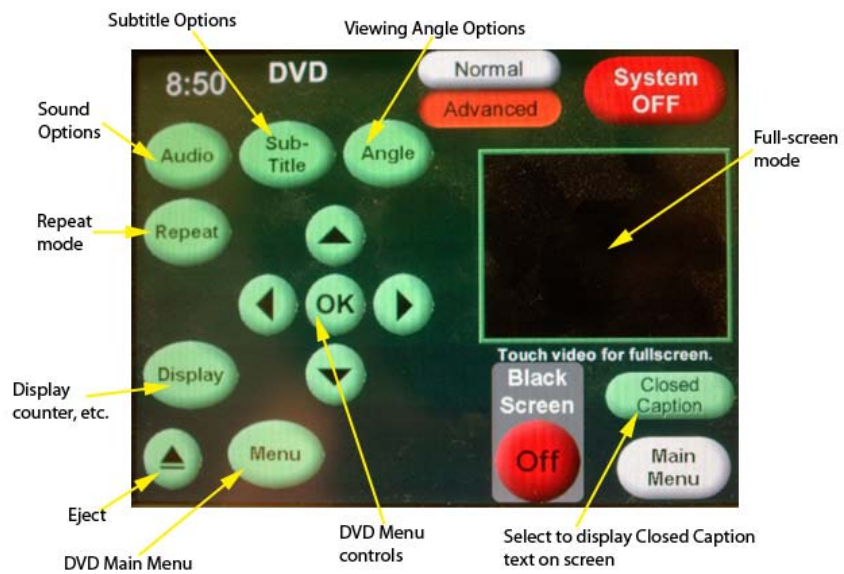 Subtitle Options
Viewing Angle Options
8:50
DVD
Normal
Advanced
System
OFF
Sound
Options
Audio
Sub-
Title
Angle
Full-screen
mode
Repeat
mode
Repeat
OK
Touch video for fullscreen.
Display
counter, etc.
Display
Black
Screen
Off
Closed
Caption
Menu
Main
Menu
Eject
DVD Main Menu
DVD Menu
controls
Select to display Closed Caption
text on screen